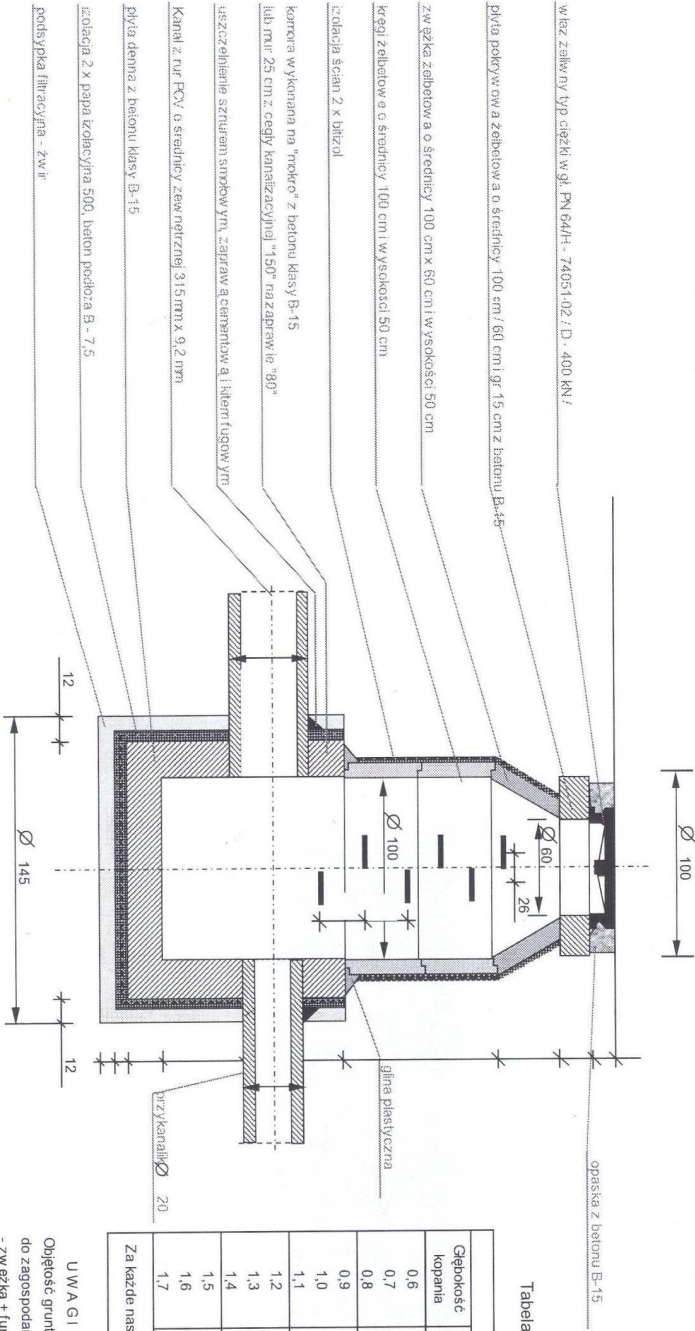 właz żeliwny typ ciężki wg. PN 64/H - 74051-02 / D - 400 kN /
płyta pokrywowa żelbetowa o średnicy 100 cm / 60 cm i gr 15 cm z betonu B-15
zwężka żelbetowa o średnicy 100 cm x 60 cm i wysokości 50 cm
kręgi żelbetowe o średnicy 100 cm i wysokości 50 cm
izolacja ścian 2 x bitizol
komora wykonana na "mokro" z betonu klasy B-15
lub mur 25 cm z cegły kanalizacyjnej "150" na zaprawie "80"
uszczelnienie sznurem smołowym, zaprawą cementową i kitem fugowym
Kanał z rur PCV o średnicy zewnętrznej 315 mm x 9,2 mm
płyta denna z betonu klasy B-15
izolacja 2 x papa izolacyjna 500, beton podłoża B - 7,5
podsypka filtracyjna - żwir
Ø 100
Ø 60
26
Ø 100
12
12
Ø 145
opaska z betonu B-15
glina plastyczna
przykanalik Ø 20
Tabela
Głębokość
kopania
0,6
0,7
0,8
0,9
1,0
1,1
1,2
1,3
1,4
1,5
1,6
1,7
Za każde nas
U W A G I
Objętość grunt
do zagospodar
- zwężka + fu